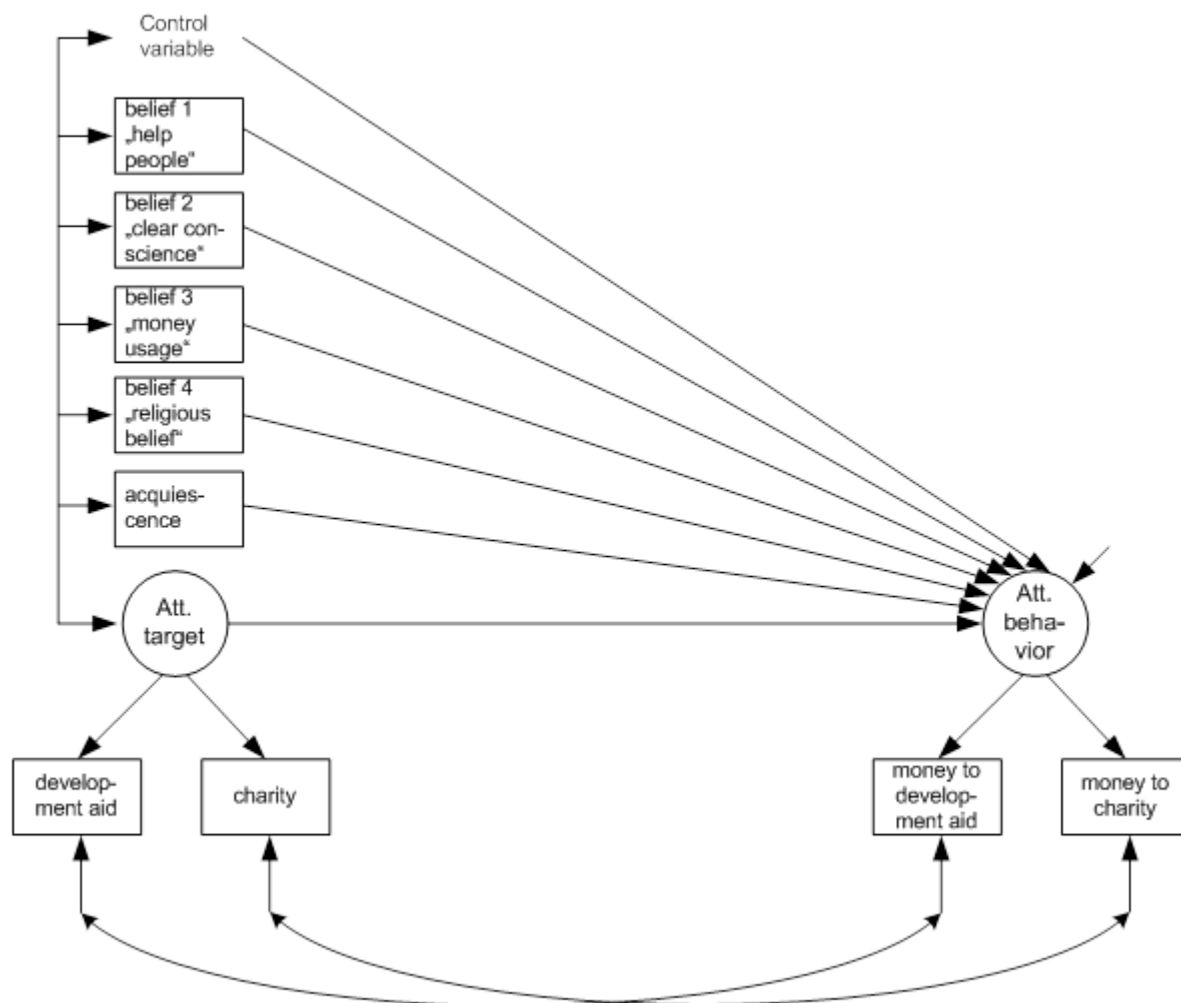 Control
variable
belief 1
„help
people“
belief 2
„clear con-
science“
belief 3
„money
usage“
belief 4
„religious
belief“
acquies-
cence
Att.
target
Att.
beha-
vior
develop-
ment aid
charity
money to
develop-
ment aid
money to
charity